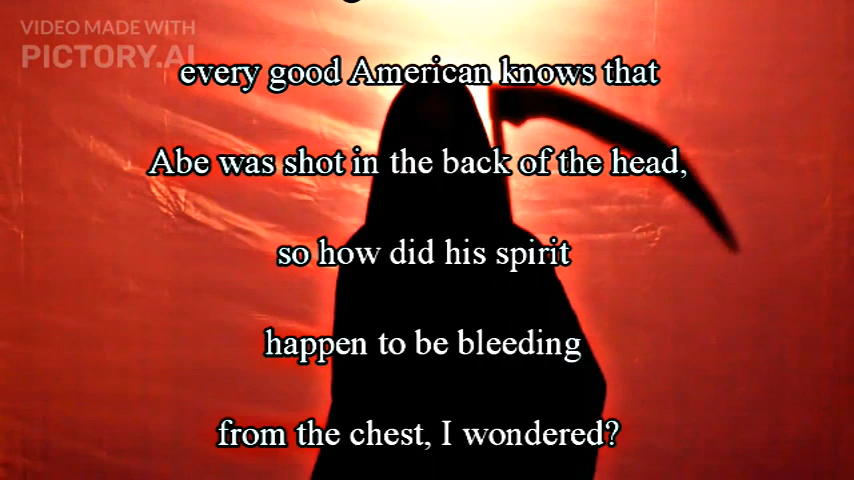 VIDEO MADE WITH
PICTORY.AI
every good American knows that
Abe was shot in the back of the head,
so how did his spirit
happen to be bleeding
from the chest, I wondered?